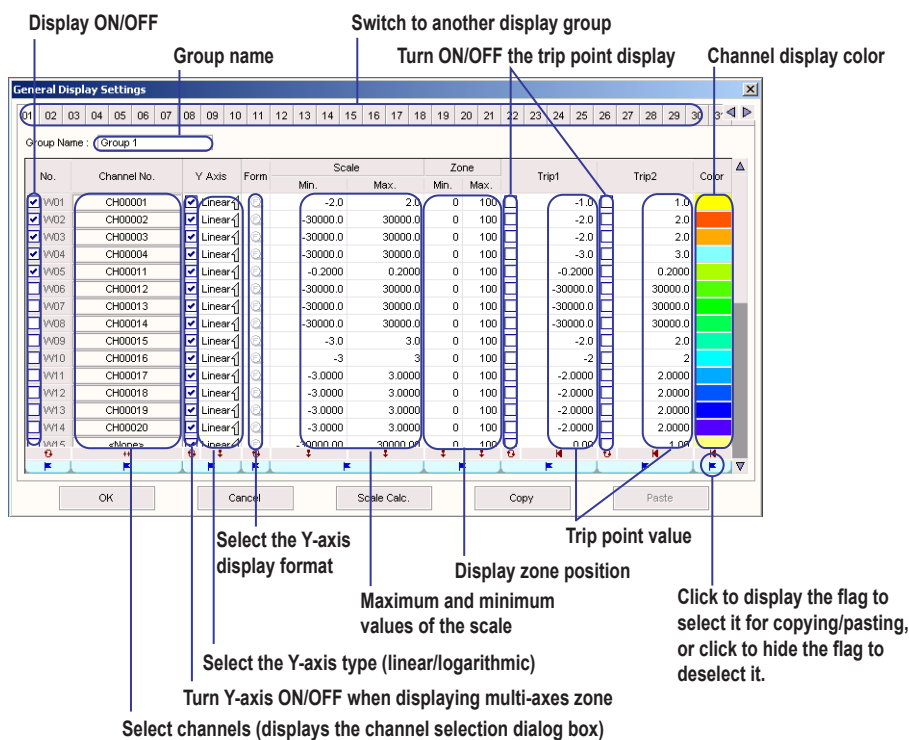 Display ON/OFF
Switch to another display group
Group name
Turn ON/OFF the trip point display
Channel display color
General Display Settings
01 02 03 04 05 06 07 08 09 10 11 12 13 14 15 16 17 18 19 20 21 22 23 24 25 26 27 28 29 30
Group Name : Group 1
No. Channel No. Y Axis Form Scale Zone Trip1 Trip2 Color
Min. Max. Min. Max.
W01 CH00001 Linear -2.0 2.0 0 100 -1.0 1.0
W02 CH00002 Linear -30000.0 30000.0 0 100 -2.0 2.0
W03 CH00003 Linear -30000.0 30000.0 0 100 -2.0 2.0
W04 CH00004 Linear -30000.0 30000.0 0 100 -3.0 3.0
W05 CH00011 Linear -0.2000 0.2000 0 100 -0.2000 0.2000
W06 CH00012 Linear -30000.0 30000.0 0 100 -30000.0 30000.0
W07 CH00013 Linear -30000.0 30000.0 0 100 -30000.0 30000.0
W08 CH00014 Linear -30000.0 30000.0 0 100 -30000.0 30000.0
W09 CH00015 Linear -3.0 3.0 0 100 -2.0 2.0
W10 CH00016 Linear -3 3 0 100 -2 2
W11 CH00017 Linear -3.0000 3.0000 0 100 -2.0000 2.0000
W12 CH00018 Linear -3.0000 3.0000 0 100 -2.0000 2.0000
W13 CH00019 Linear -3.0000 3.0000 0 100 -2.0000 2.0000
W14 CH00020 Linear -3.0000 3.0000 0 100 -2.0000 2.0000
W15 <None> Linear -30000.00 30000.00 0 100 0.00 1.00
OK Cancel Scale Calc. Copy Paste
Select the Y-axis
display format
Trip point value
Display zone position
Maximum and minimum
values of the scale
Click to display the flag to
select it for copying/pasting,
or click to hide the flag to
deselect it.
Select the Y-axis type (linear/logarithmic)
Turn Y-axis ON/OFF when displaying multi-axes zone
Select channels (displays the channel selection dialog box)